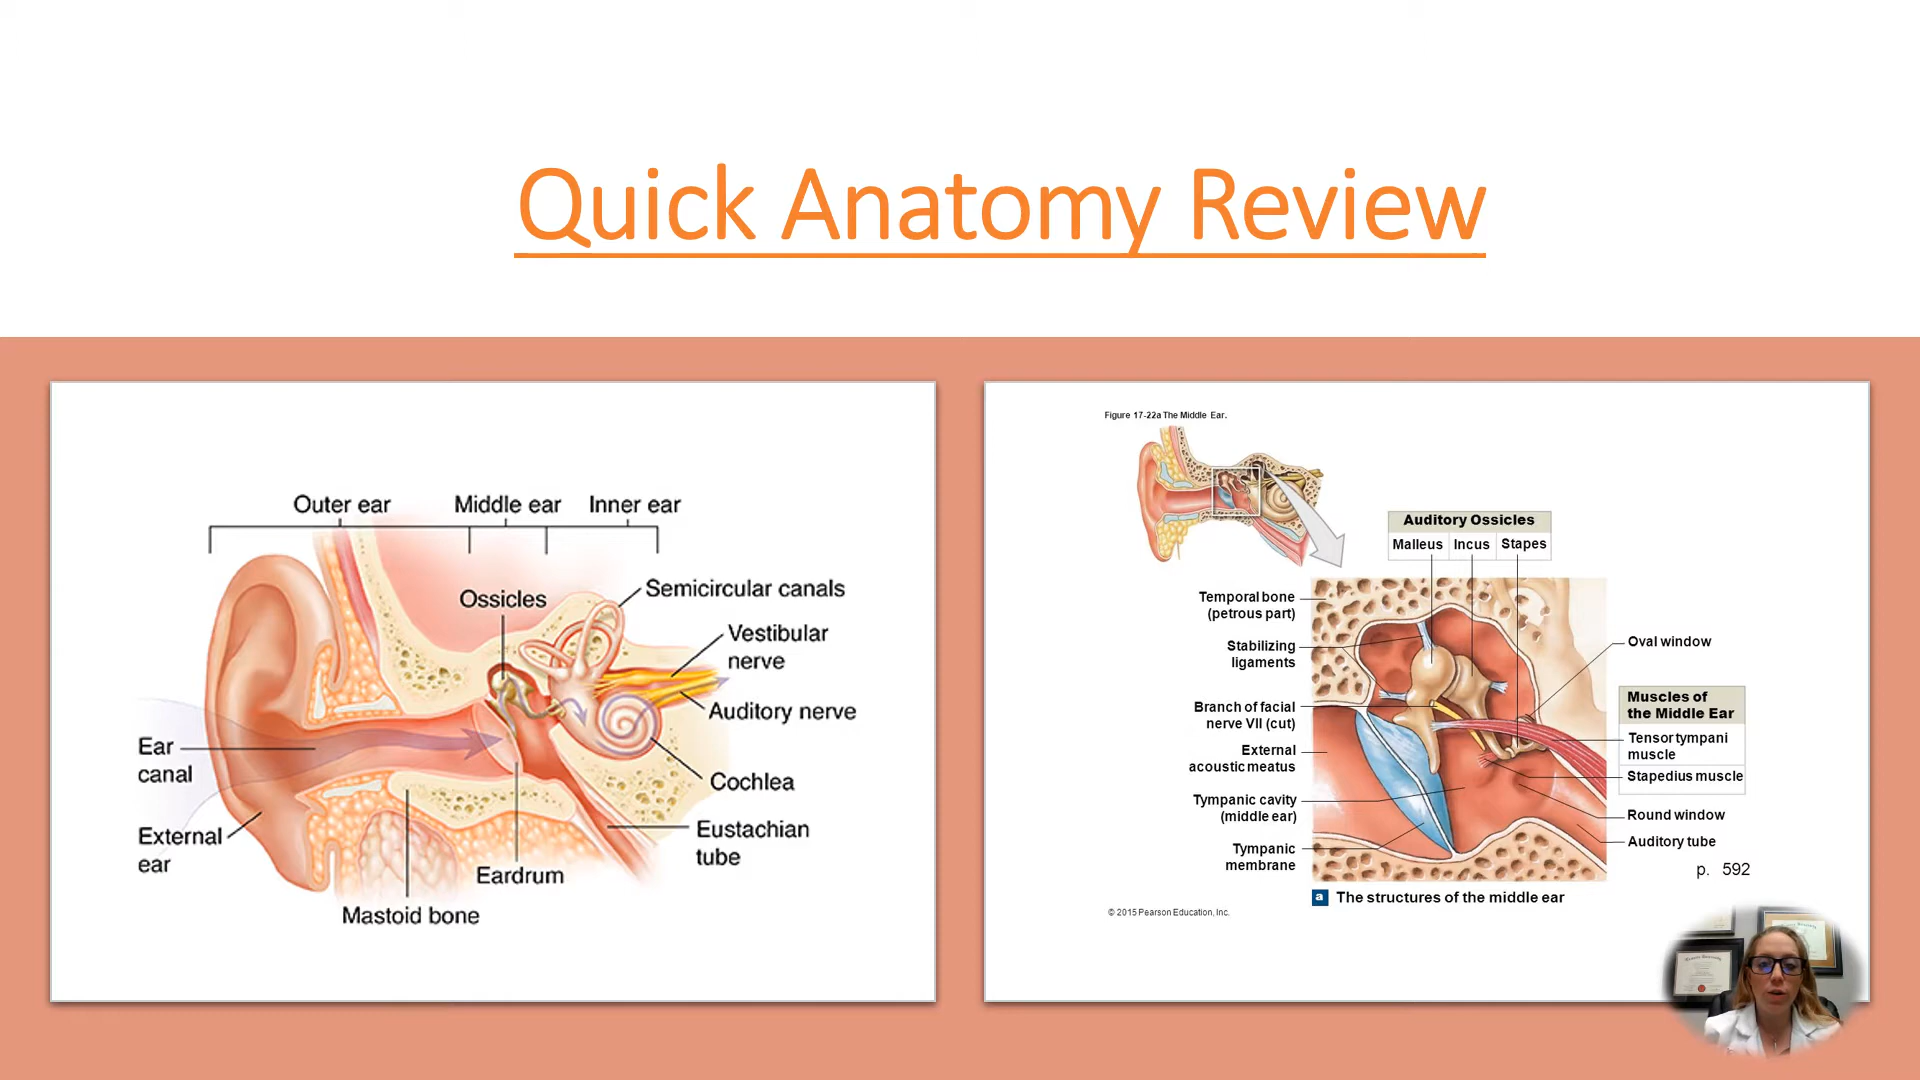 Quick Anatomy Review
Outer ear
Middle ear
Inner ear
Ossicles
Semicircular canals
Vestibular
nerve
Auditory nerve
Ear
canal
Cochlea
External
ear
Eustachian
tube
Eardrum
Mastoid bone
Figure 17-22a The Middle Ear.
Auditory Ossicles
Malleus Incus Stapes
Temporal bone
(petrous part)
Stabilizing
ligaments
Branch of facial
nerve VII (cut)
External
acoustic meatus
Tympanic cavity
(middle ear)
Tympanic
membrane
Oval window
Muscles of
the Middle Ear
Tensor tympani
muscle
Stapedius muscle
Round window
Auditory tube
p. 592
a The structures of the middle ear
© 2015 Pearson Education, Inc.